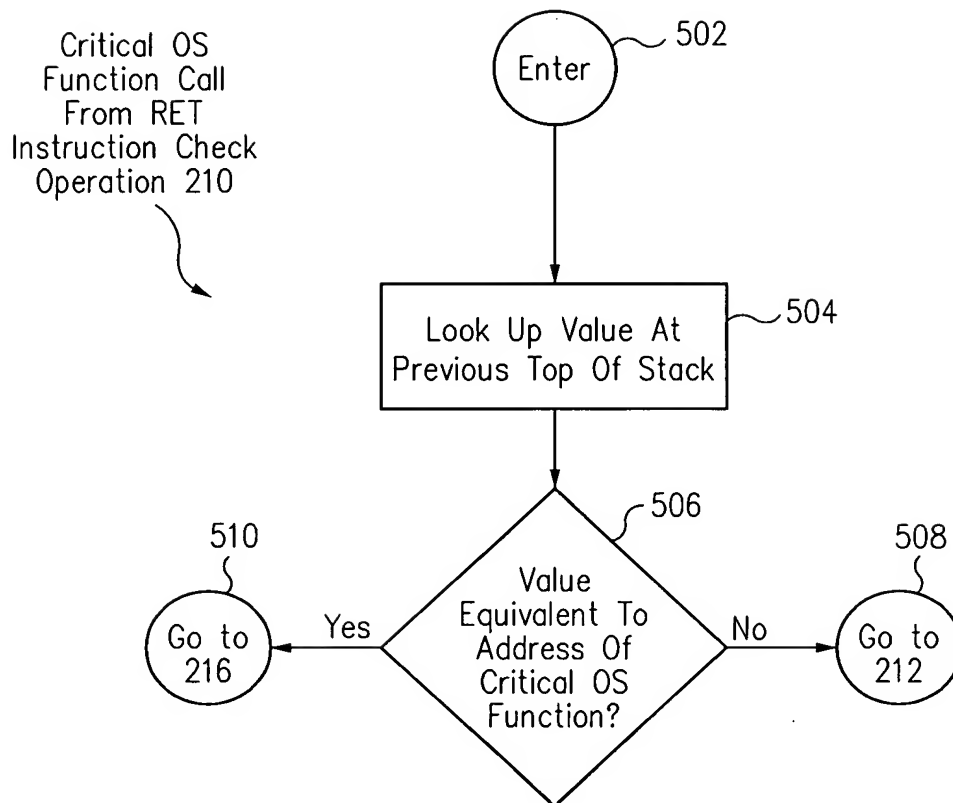 Critical OS
Function Call
From RET
Instruction Check
Operation 210
502
Enter
504
Look Up Value At
Previous Top Of Stack
506
Value
Equivalent To
Address Of
Critical OS
Function?
Yes
No
510
Go to
216
508
Go to
212